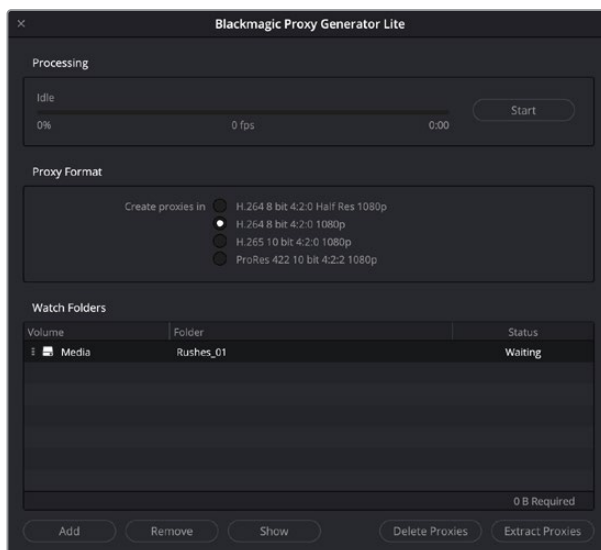 Blackmagic Proxy Generator Lite
Processing
Idle
Start
0% 0 fps 0:00
Proxy Format
Create proxies in H.264 8 bit 4:2:0 Half Res 1080p
H.264 8 bit 4:2:0 1080p
H.265 10 bit 4:2:0 1080p
ProRes 422 10 bit 4:2:2 1080p
Watch Folders
Volume Folder Status
Media Rushes_01 Waiting
0 B Required
Add Remove Show Delete Proxies Extract Proxies